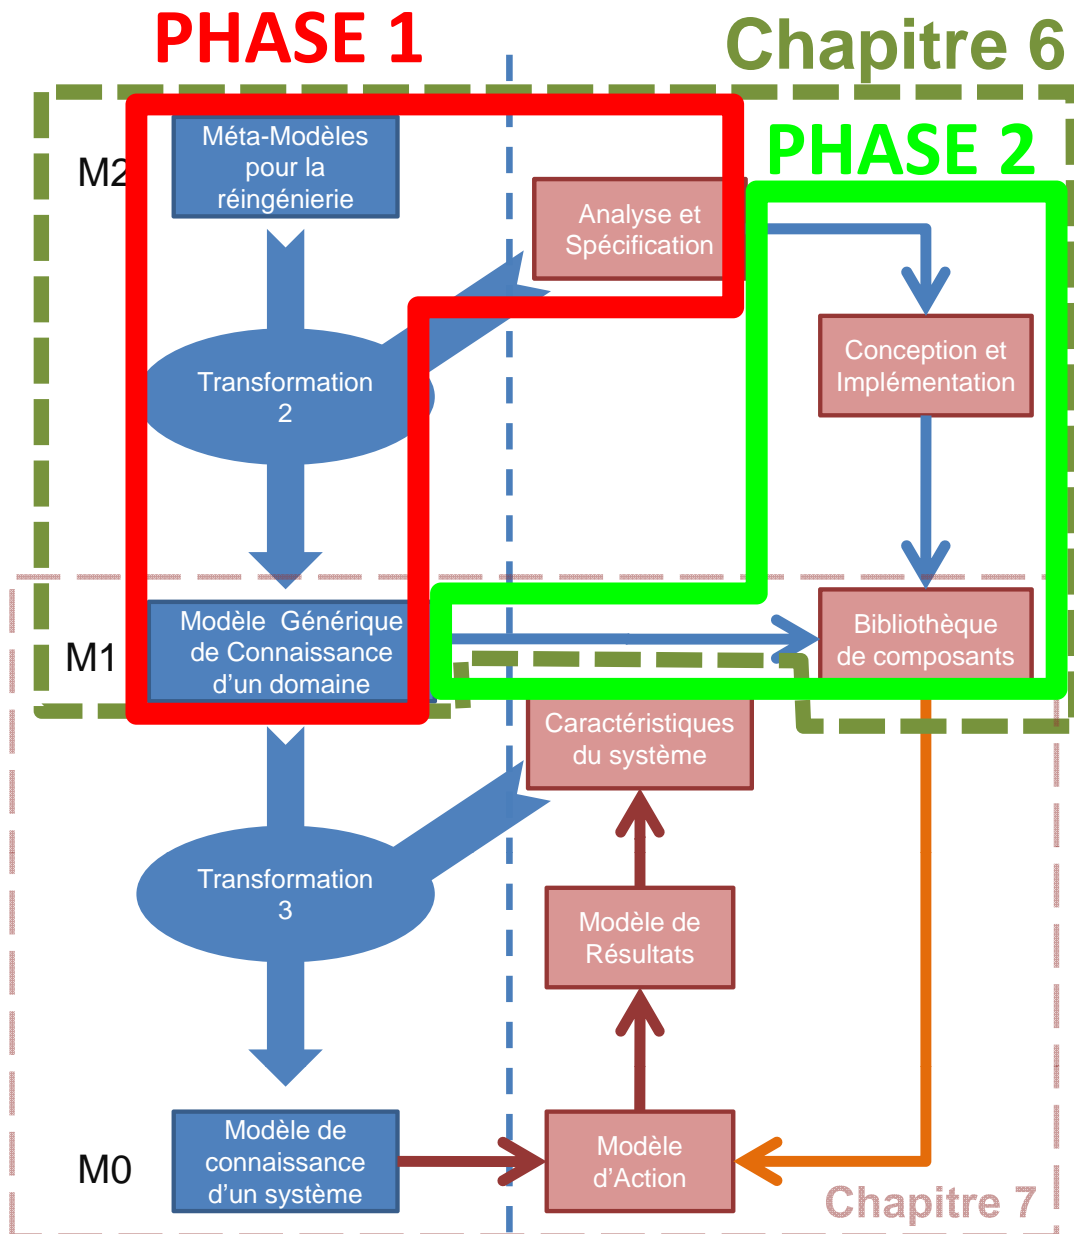 PHASE 1
Chapitre 6
PHASE 2
M2
Méta-Modèles
pour la
réingénierie
Analyse et
Spécification
Transformation
2
Conception et
Implémentation
M1
Modèle Générique
de Connaissance
d'un domaine
Bibliothèque
de composants
Caractéristiques
du système
Transformation
3
Modèle de
Résultats
M0
Modèle de
connaissance
d'un système
Modèle
d'Action
Chapitre 7